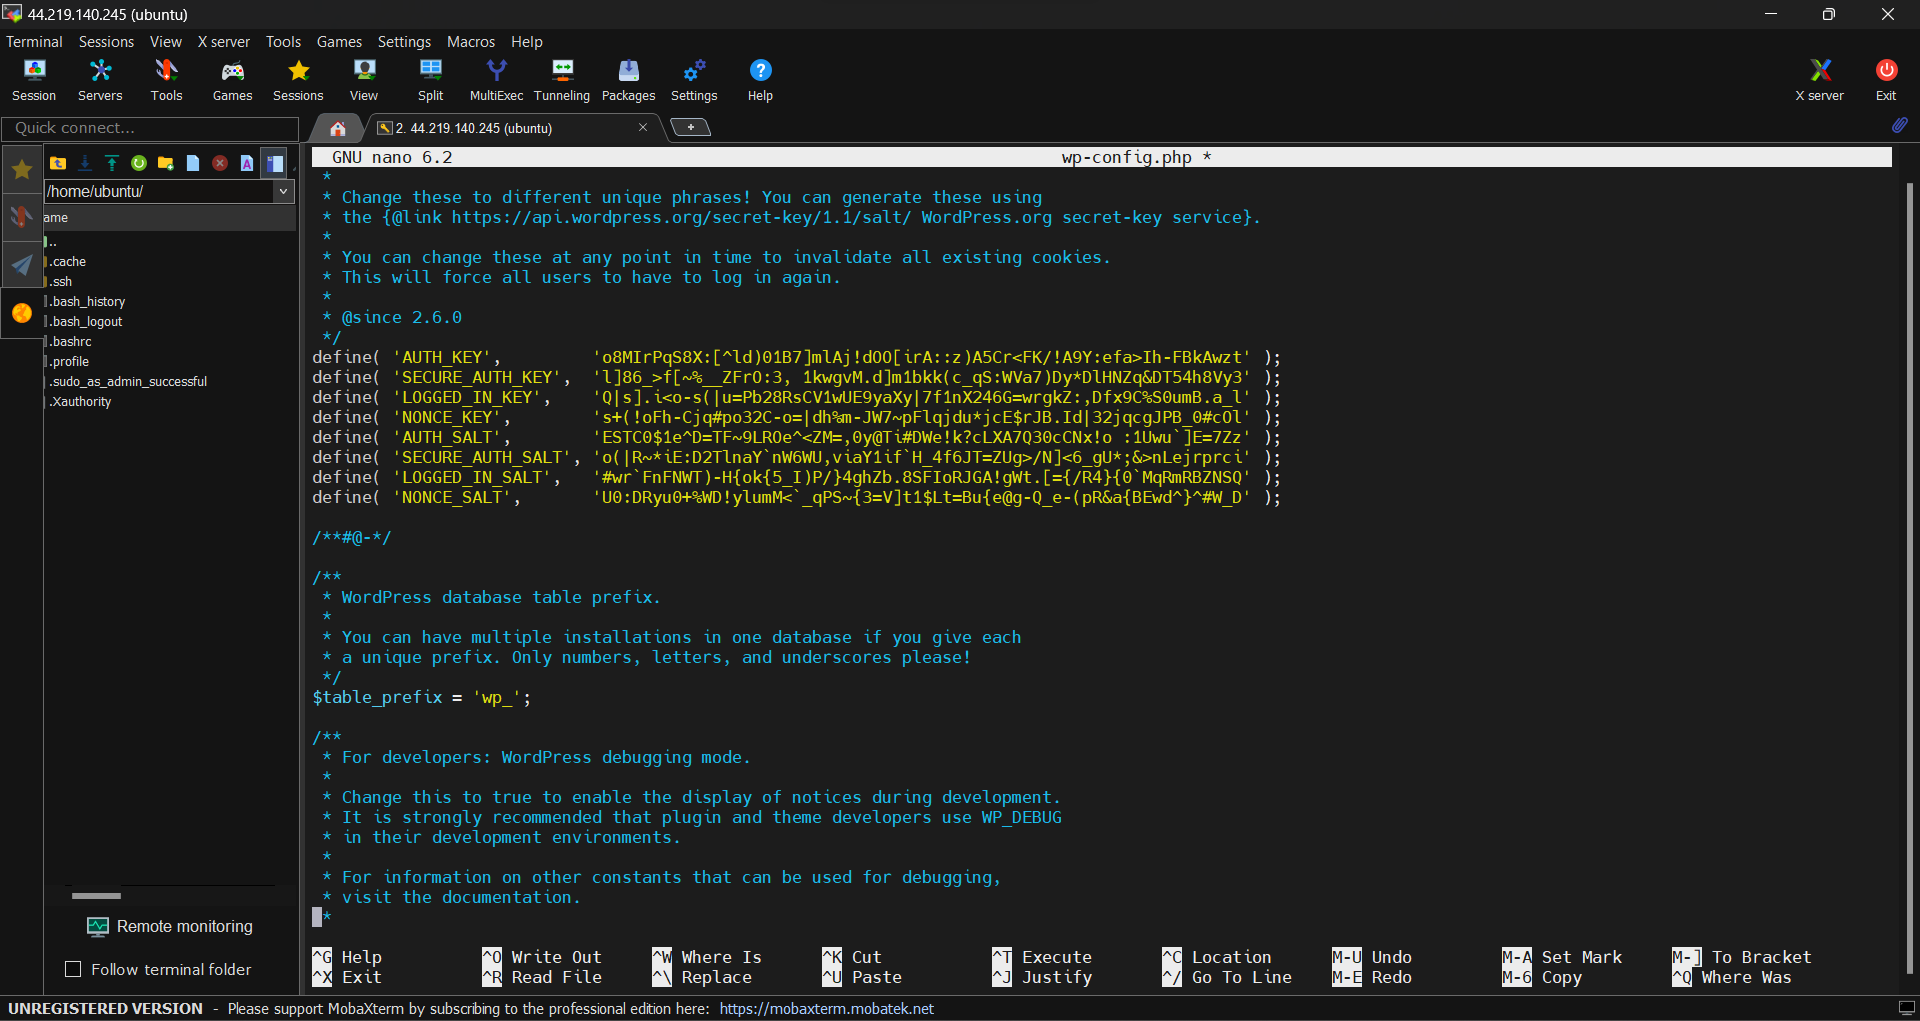 44.219.140.245 (ubuntu)
Terminal Sessions View X server Tools Games Settings Macros Help
Session Servers Tools Games Sessions View Split MultiExec Tunneling Packages Settings Help X server Exit
Quick connect...
2. 44.219.140.245 (ubuntu)
/home/ubuntu/
ame
..
.cache
.ssh
.bash_history
.bash_logout
.bashrc
.profile
.sudo_as_admin_successful
.Xauthority
Remote monitoring
Follow terminal folder
GNU nano 6.2 wp-config.php *
*
* Change these to different unique phrases! You can generate these using
* the {@link https://api.wordpress.org/secret-key/1.1/salt/ WordPress.org secret-key service}.
*
* You can change these at any point in time to invalidate all existing cookies.
* This will force all users to have to log in again.
*
* @since 2.6.0
*/
define( 'AUTH_KEY', 'o8MIrPqS8X:[^ld)01B7]mlAj!dOO[irA::z)A5Cr<FK/!A9Y:efa>Ih-FBkAwzt' );
define( 'SECURE_AUTH_KEY', 'l]86_>f[~%__ZFrO:3, 1kwgvM.d]m1bkk(c_qS:WVa7)Dy*DlHNZq&DT54h8Vy3' );
define( 'LOGGED_IN_KEY', 'Q|s].i<o-s(|u=Pb28RsCV1wUE9yaXy|7f1nX246G=wrgkZ:,Dfx9C%S0umB.a_l' );
define( 'NONCE_KEY', 's+(!oFh-Cjq#po32C-o=|dh%m-JW7~pFlqjdu*jcE$rJB.Id|32jqcgJPB_0#cOl' );
define( 'AUTH_SALT', 'ESTC0$1e^D=TF~9LROe^<ZM=,0y@Ti#DWe!k?cLXA7Q30cCNx!o :1Uwu`]E=7Zz' );
define( 'SECURE_AUTH_SALT', 'o(|R~*iE:D2TlnaY`nW6WU,viaY1if`H_4f6JT=ZUg>/N]<6_gU*;&>nLejrprci' );
define( 'LOGGED_IN_SALT', '#wr`FnFNWT)-H{ok{5_I)P/}4ghZb.8SFIoRJGA!gWt.[={/R4}{0`MqRmRBZNSQ' );
define( 'NONCE_SALT', 'U0:DRyu0+%WD!ylumM<`_qPS~{3=V]t1$Lt=Bu{e@g-Q_e-(pR&a{BEwd^}^#W_D' );
/**#@-*/
/**
* WordPress database table prefix.
*
* You can have multiple installations in one database if you give each
* a unique prefix. Only numbers, letters, and underscores please!
*/
$table_prefix = 'wp_';
/**
* For developers: WordPress debugging mode.
*
* Change this to true to enable the display of notices during development.
* It is strongly recommended that plugin and theme developers use WP_DEBUG
* in their development environments.
*
* For information on other constants that can be used for debugging,
* visit the documentation.
*
^G Help ^O Write Out ^W Where Is ^K Cut ^T Execute ^C Location M-U Undo M-A Set Mark M-] To Bracket
^X Exit ^R Read File ^\ Replace ^U Paste ^J Justify ^/ Go To Line M-E Redo M-6 Copy ^Q Where Was
UNREGISTERED VERSION - Please support MobaXterm by subscribing to the professional edition here: https://mobaxterm.mobatek.net